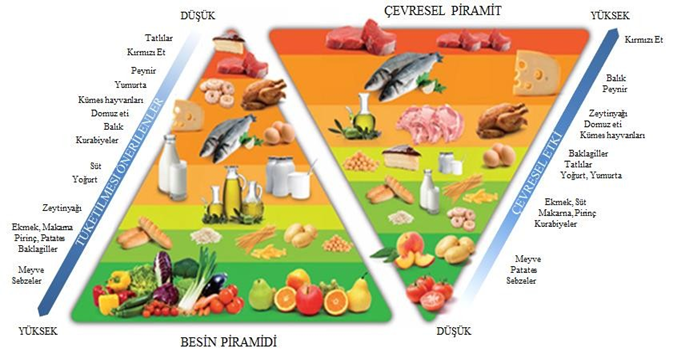 DÜŞÜK
ÇEVRESEL PİRAMİT
YÜKSEK
Tatlılar
Kırmızı Et
Peynir
Yumurta
Kümes hayvanları
Domuz eti
Balık
Kurabiyeler
Süt
Yoğurt
Zeytinyağı
Ekmek, Makarna
Pirinç, Patates
Baklagiller
Meyve
Sebzeler
TÜKETİLMESİ ÖNERİLENLER
YÜKSEK
BESİN PİRAMİDİ
Kırmızı Et
Balık
Peynir
Zeytinyağı
Domuz eti
Kümes hayvanları
Baklagiller
Tatlılar
Yoğurt, Yumurta
Ekmek, Süt
Makarna, Pirinç
Kurabiyeler
Meyve
Patates
Sebzeler
ÇEVRESEL ETKİ
DÜŞÜK